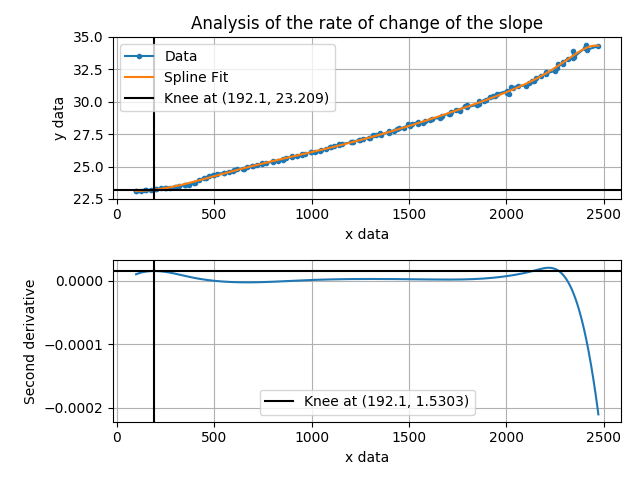 Analysis of the rate of change of the slope
35.0
32.5
30.0
27.5
25.0
22.5
y data
Data
Spline Fit
Knee at (192.1, 23.209)
0
500
1000
1500
2000
2500
x data
0.0000
−0.0001
−0.0002
Second derivative
Knee at (192.1, 1.5303)
0
500
1000
1500
2000
2500
x data